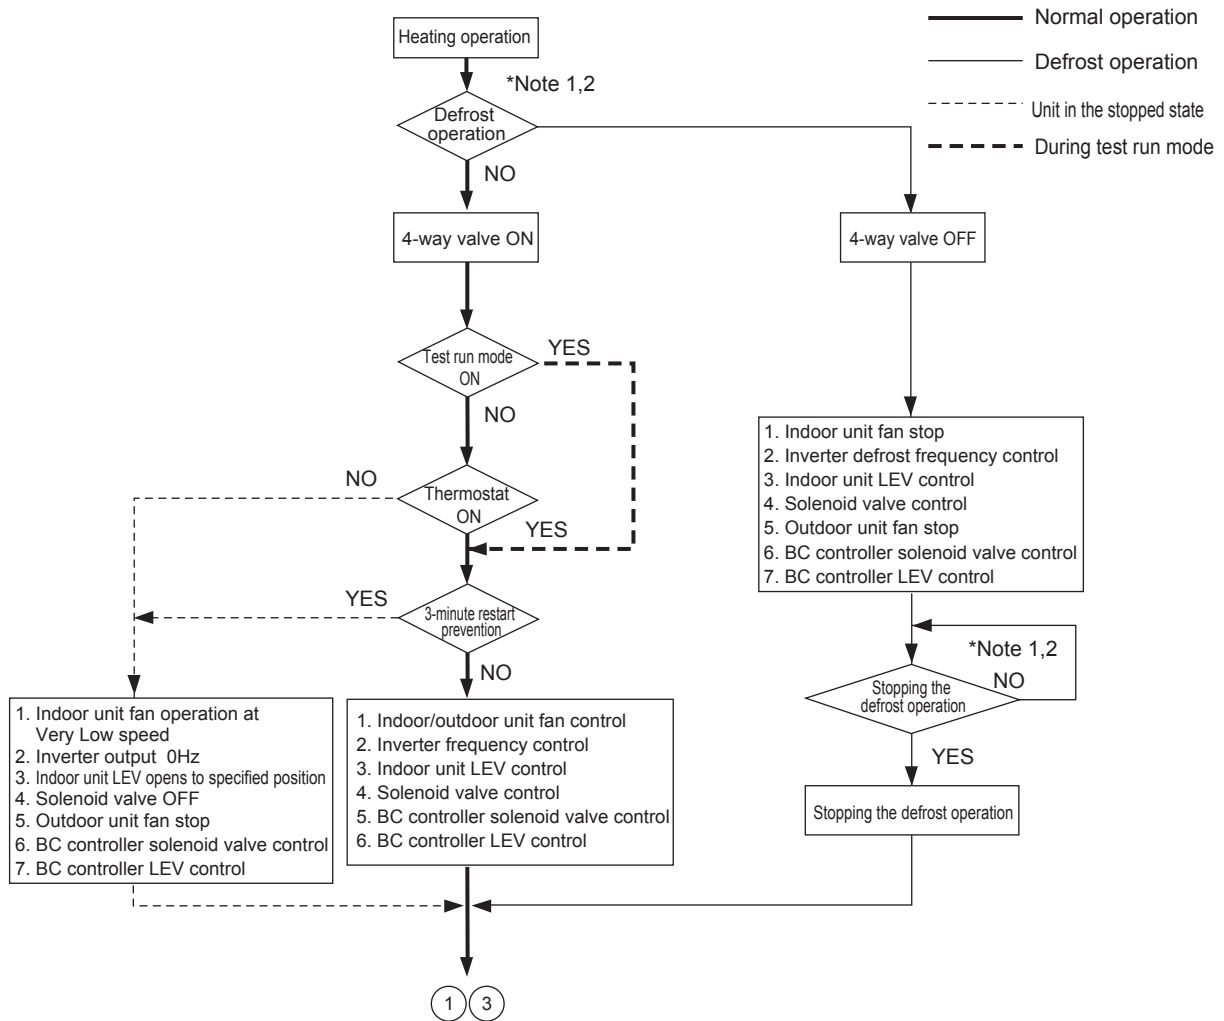 Heating operation
Normal operation
Defrost operation
Unit in the stopped state
During test run mode
*Note 1,2
Defrost
operation
NO
4-way valve ON
4-way valve OFF
Test run mode
ON
YES
NO
Thermostat
ON
NO
YES
3-minute restart
prevention
YES
NO
1. Indoor unit fan operation at
Very Low speed
2. Inverter output 0Hz
3. Indoor unit LEV opens to specified position
4. Solenoid valve OFF
5. Outdoor unit fan stop
6. BC controller solenoid valve control
7. BC controller LEV control
1. Indoor/outdoor unit fan control
2. Inverter frequency control
3. Indoor unit LEV control
4. Solenoid valve control
5. BC controller solenoid valve control
6. BC controller LEV control
1. Indoor unit fan stop
2. Inverter defrost frequency control
3. Indoor unit LEV control
4. Solenoid valve control
5. Outdoor unit fan stop
6. BC controller solenoid valve control
7. BC controller LEV control
*Note 1,2
Stopping the
defrost operation
NO
YES
Stopping the defrost operation
1 3